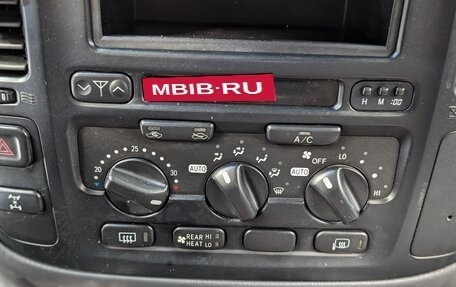 MBIB-RU
H M :00
A/C
20 25 30
AUTO
AUTO
OFF LO HI
REAR HI
HEAT LO